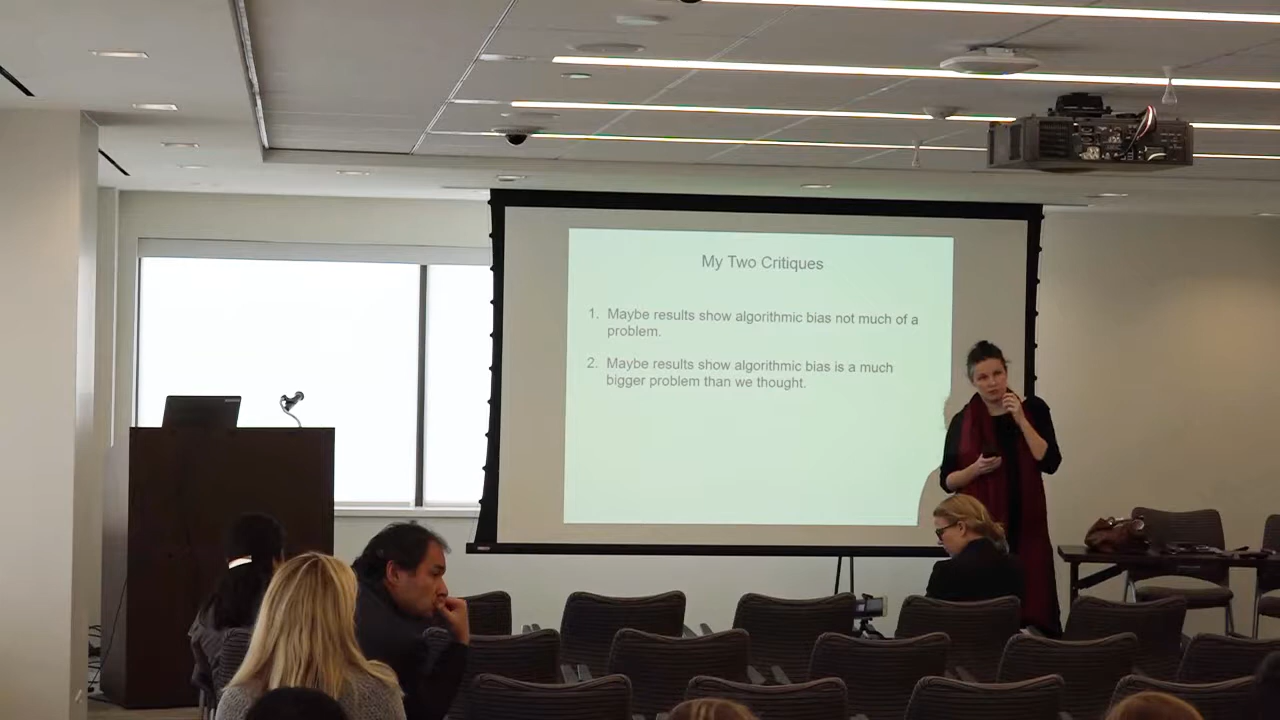 My Two Critiques
1. Maybe results show algorithmic bias not much of a
problem.
2. Maybe results show algorithmic bias is a much
bigger problem than we thought.